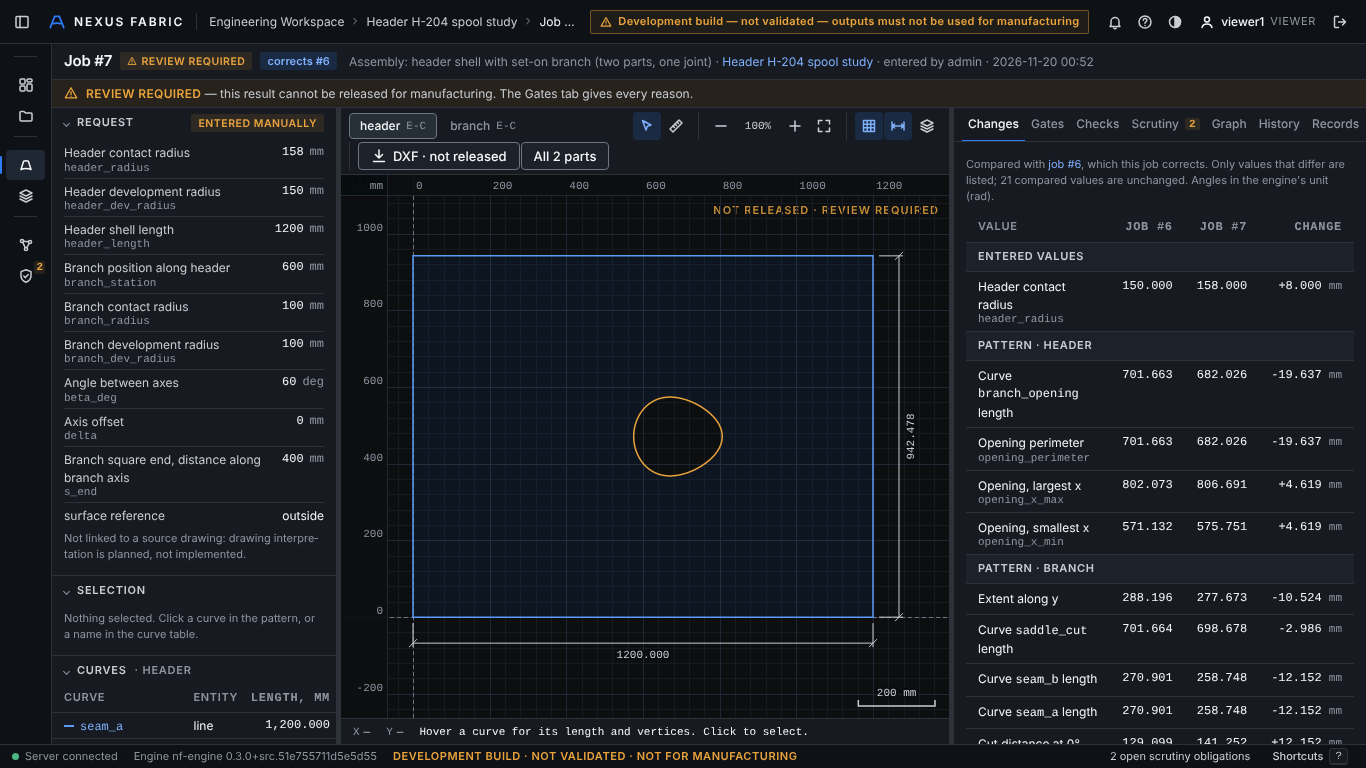 NEXUS FABRIC
Engineering Workspace › Header H-204 spool study › Job ...
Development build — not validated — outputs must not be used for manufacturing
viewer1 VIEWER
Job #7 REVIEW REQUIRED corrects #6 Assembly: header shell with set-on branch (two parts, one joint) · Header H-204 spool study · entered by admin · 2026-11-20 00:52
REVIEW REQUIRED — this result cannot be released for manufacturing. The Gates tab gives every reason.
REQUEST ENTERED MANUALLY
Header contact radius 158 mm
header_radius
Header development radius 150 mm
header_dev_radius
Header shell length 1200 mm
header_length
Branch position along header 600 mm
branch_station
Branch contact radius 100 mm
branch_radius
Branch development radius 100 mm
branch_dev_radius
Angle between axes 60 deg
beta_deg
Axis offset 0 mm
delta
Branch square end, distance along 400 mm
branch axis
s_end
surface reference outside
Not linked to a source drawing: drawing interpre-
tation is planned, not implemented.
SELECTION
Nothing selected. Click a curve in the pattern, or
a name in the curve table.
CURVES · HEADER
CURVE ENTITY LENGTH, MM
seam_a line 1,200.000
header E-C branch E-C
100%
DXF · not released All 2 parts
mm 0 200 400 600 800 1000 1200
NOT RELEASED · REVIEW REQUIRED
1000
800
600
400
200
0
-200
942.478
1200.000
200 mm
X — Y — Hover a curve for its length and vertices. Click to select.
Changes Gates Checks Scrutiny 2 Graph History Records
Compared with job #6, which this job corrects. Only values that differ are
listed; 21 compared values are unchanged. Angles in the engine's unit
(rad).
VALUE JOB #6 JOB #7 CHANGE
ENTERED VALUES
Header contact 150.000 158.000 +8.000 mm
radius
header_radius
PATTERN · HEADER
Curve 701.663 682.026 -19.637 mm
branch_opening
length
Opening perimeter 701.663 682.026 -19.637 mm
opening_perimeter
Opening, largest x 802.073 806.691 +4.619 mm
opening_x_max
Opening, smallest x 571.132 575.751 +4.619 mm
opening_x_min
PATTERN · BRANCH
Extent along y 288.196 277.673 -10.524 mm
Curve saddle_cut 701.664 698.678 -2.986 mm
length
Curve seam_b length 270.901 258.748 -12.152 mm
Curve seam_a length 270.901 258.748 -12.152 mm
Cut distance at 0° 129.099 141.252 +12.152 mm
2
Server connected Engine nf-engine 0.3.0+src.51e755711d5e5d55 DEVELOPMENT BUILD · NOT VALIDATED · NOT FOR MANUFACTURING 2 open scrutiny obligations Shortcuts ?